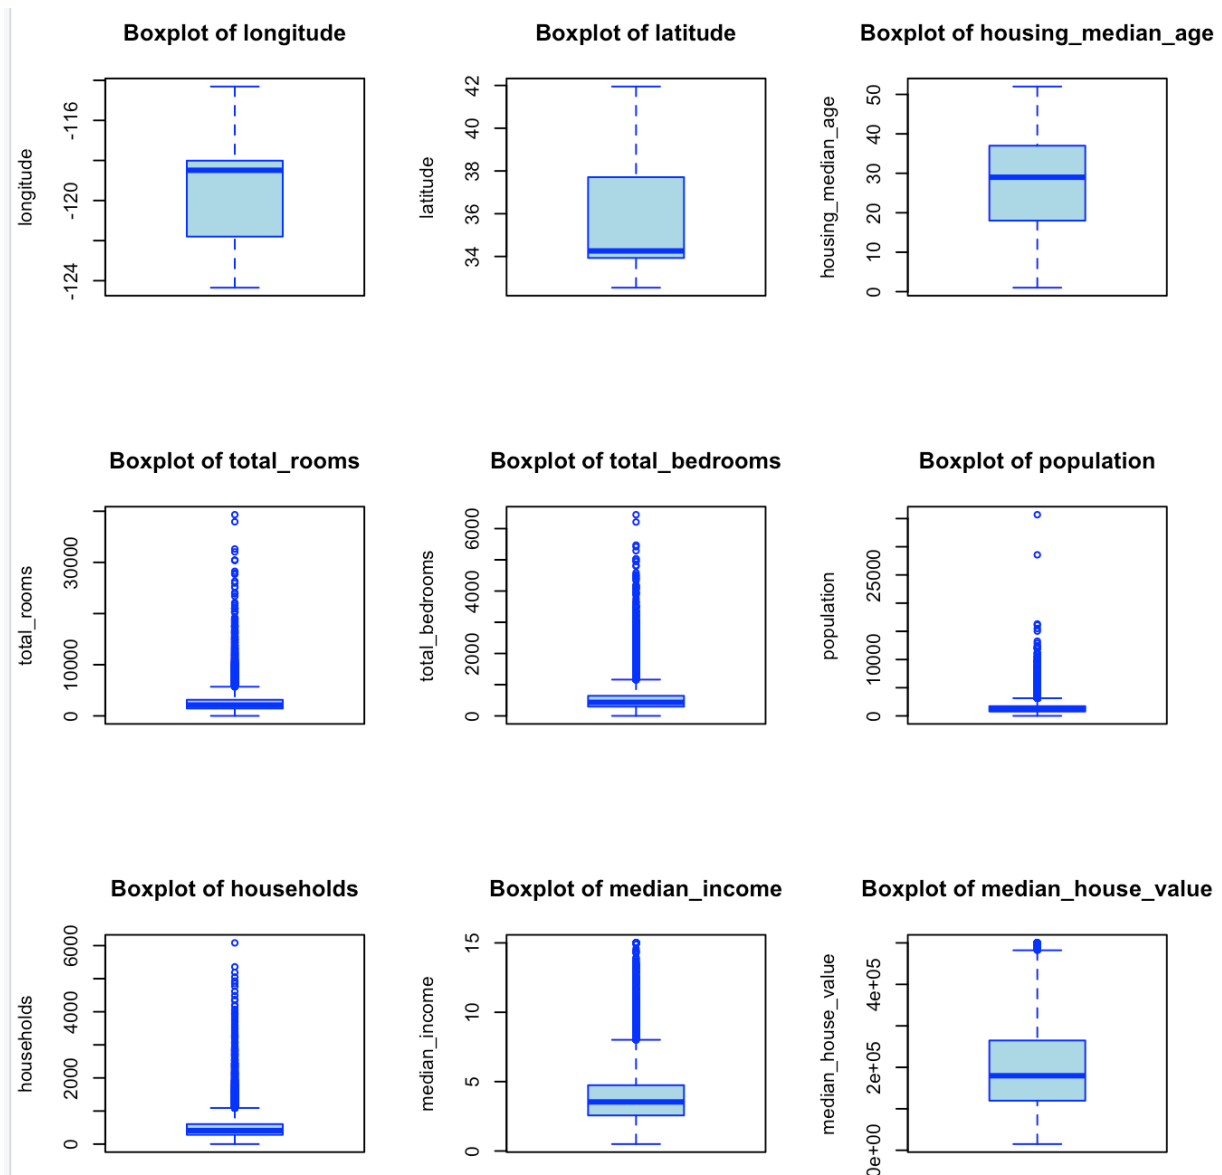 Boxplot of longitude
longitude
-116
-120
-124
Boxplot of latitude
latitude
42
40
38
36
34
Boxplot of housing_median_age
housing_median_age
50
40
30
20
10
0
Boxplot of total_rooms
total_rooms
30000
10000
0
Boxplot of total_bedrooms
total_bedrooms
6000
4000
2000
0
Boxplot of population
population
25000
10000
0
Boxplot of households
households
6000
4000
2000
0
Boxplot of median_income
median_income
15
10
5
0
Boxplot of median_house_value
median_house_value
4e+05
2e+05
0e+00